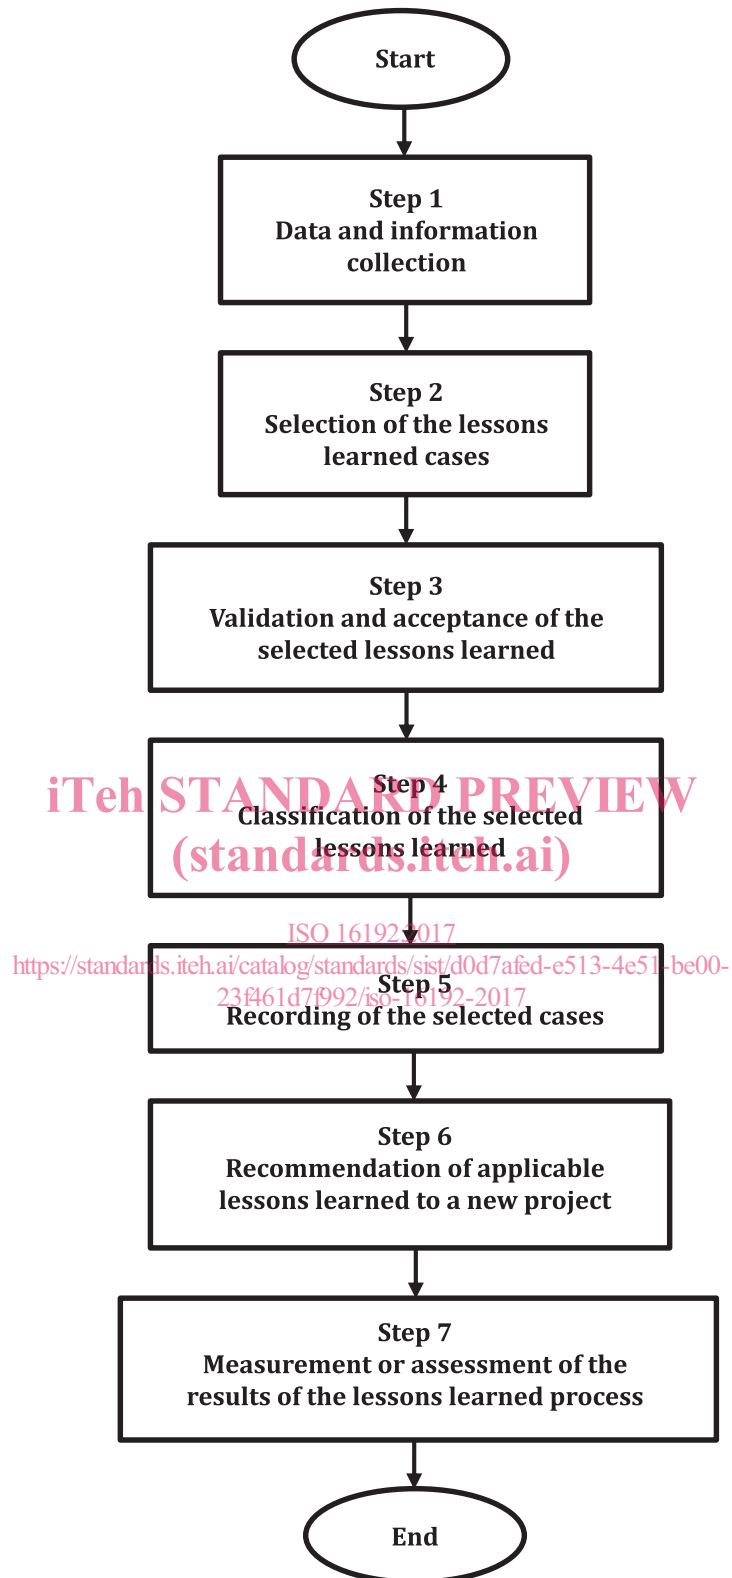 Start
Step 1
Data and information
collection
Step 2
Selection of the lessons
learned cases
Step 3
Validation and acceptance of the
selected lessons learned
Step 4
iTeh STANDARD PREVIEW
Classification of the selected
lessons learned
(standards.iteh.ai)
ISO 16192:2017
https://standards.iteh.ai/catalog/standards/sist/d0d7afed-e513-4e51-be00-
Step 5
23f461d7f992/iso-16192-2017
Recording of the selected cases
Step 6
Recommendation of applicable
lessons learned to a new project
Step 7
Measurement or assessment of the
results of the lessons learned process
End